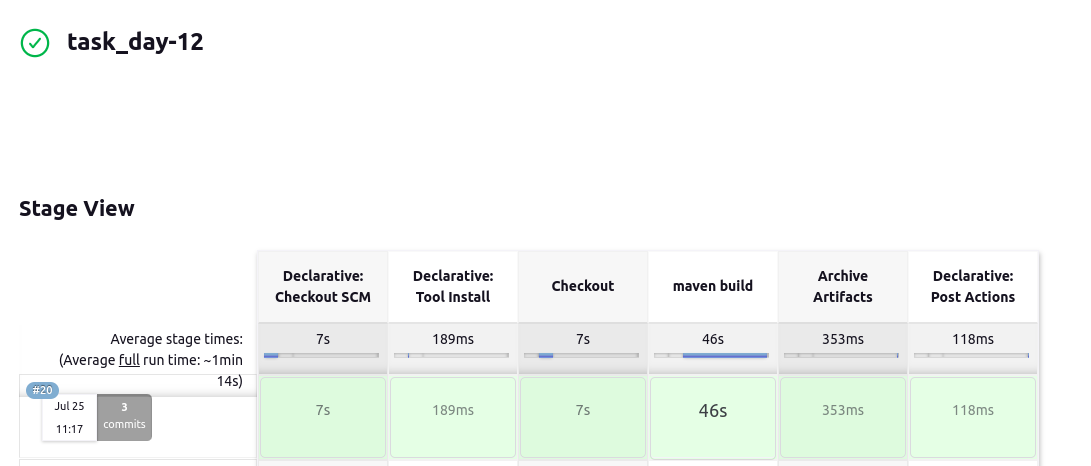 task_day-12
Stage View
Declarative:
Checkout SCM
Declarative:
Tool Install
Checkout
maven build
Archive
Artifacts
Declarative:
Post Actions
Average stage times:
(Average full run time: ~1min
14s)
7s
189ms
7s
46s
353ms
118ms
#20
Jul 25
11:17
3
commits
7s
189ms
7s
46s
353ms
118ms